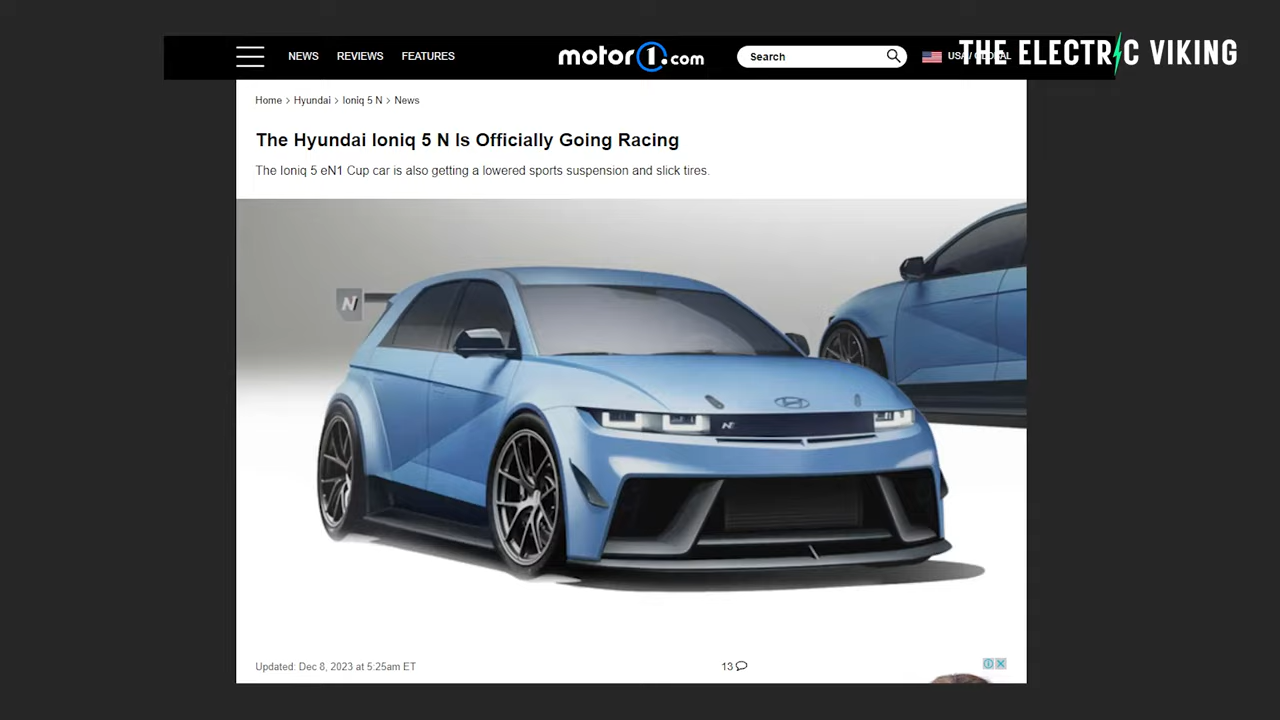 NEWS REVIEWS FEATURES motor1.com Search USA / GLOBAL
THE ELECTRIC VIKING
Home > Hyundai > Ioniq 5 N > News
The Hyundai Ioniq 5 N Is Officially Going Racing
The Ioniq 5 eN1 Cup car is also getting a lowered sports suspension and slick tires.
N
N
Updated: Dec 8, 2023 at 5:25am ET 13